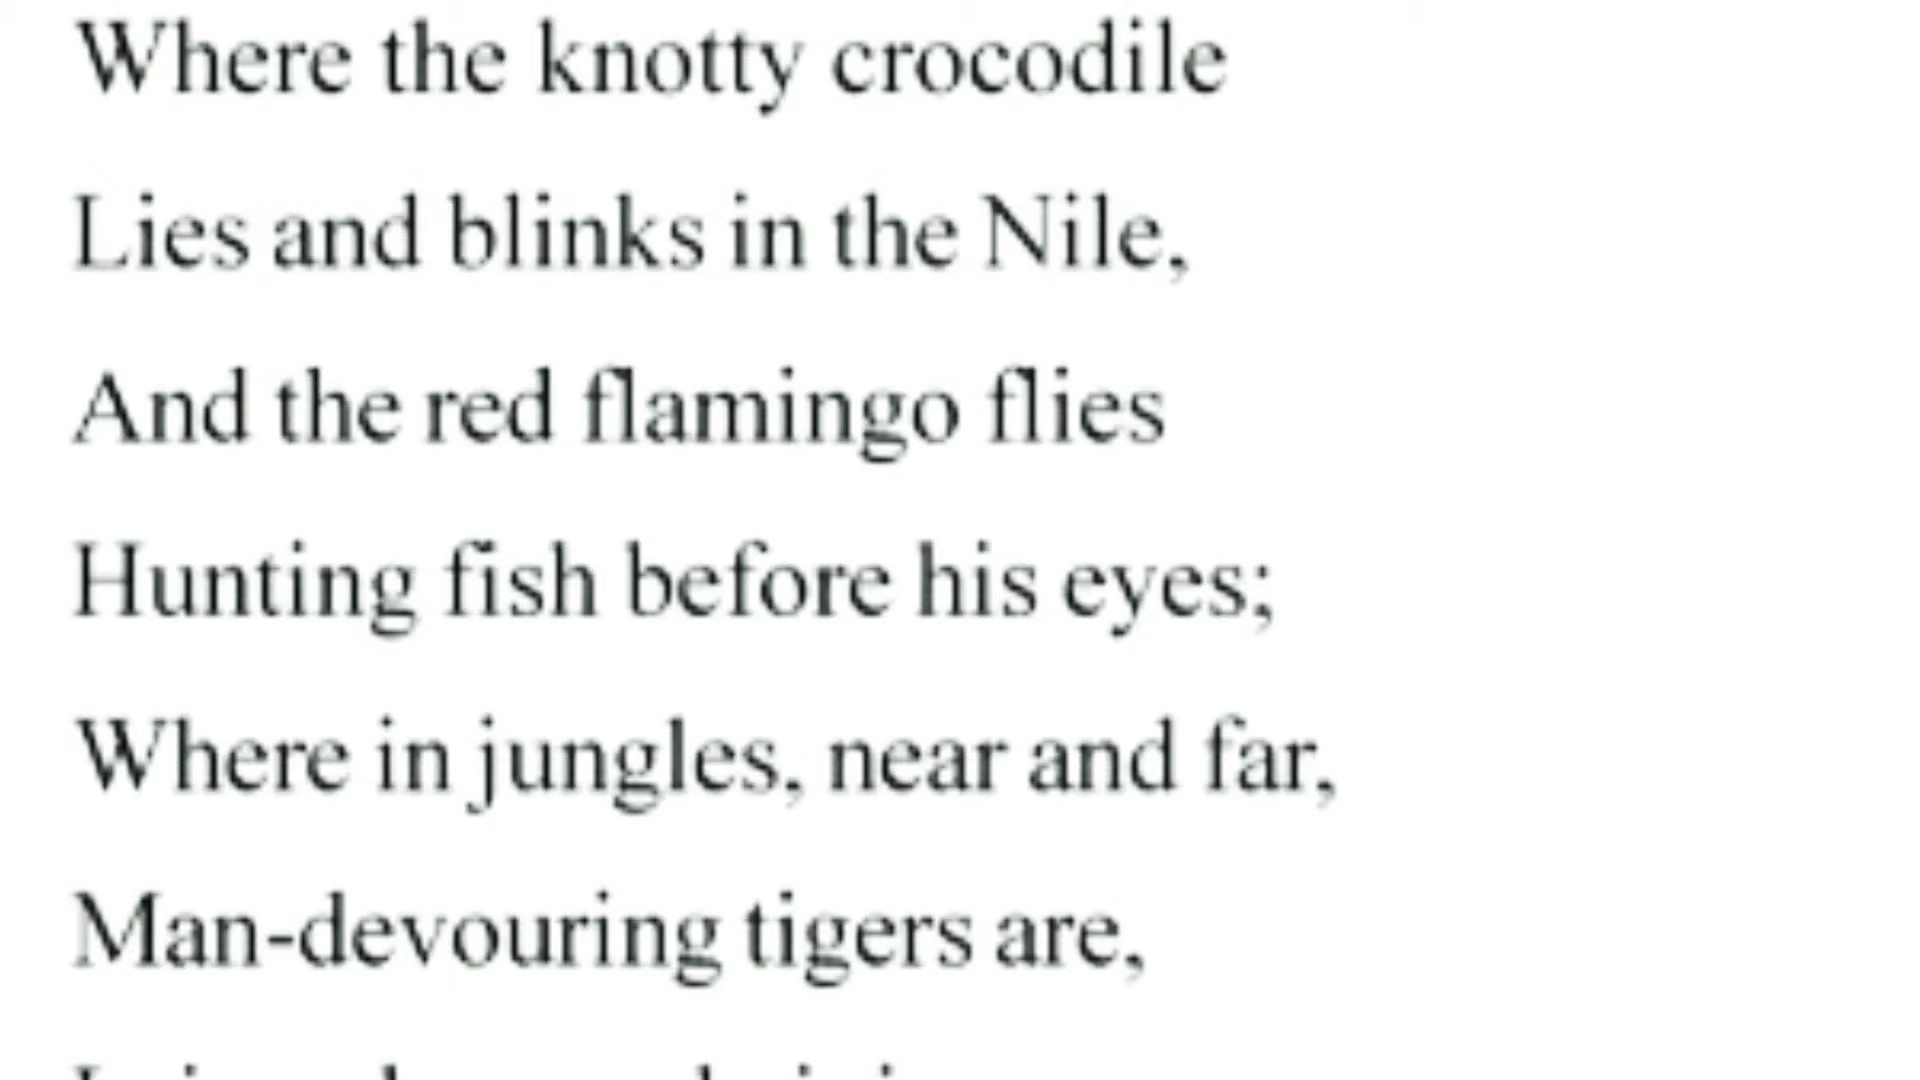 Where the knotty crocodile
Lies and blinks in the Nile,
And the red flamingo flies
Hunting fish before his eyes;
Where in jungles, near and far,
Man-devouring tigers are,